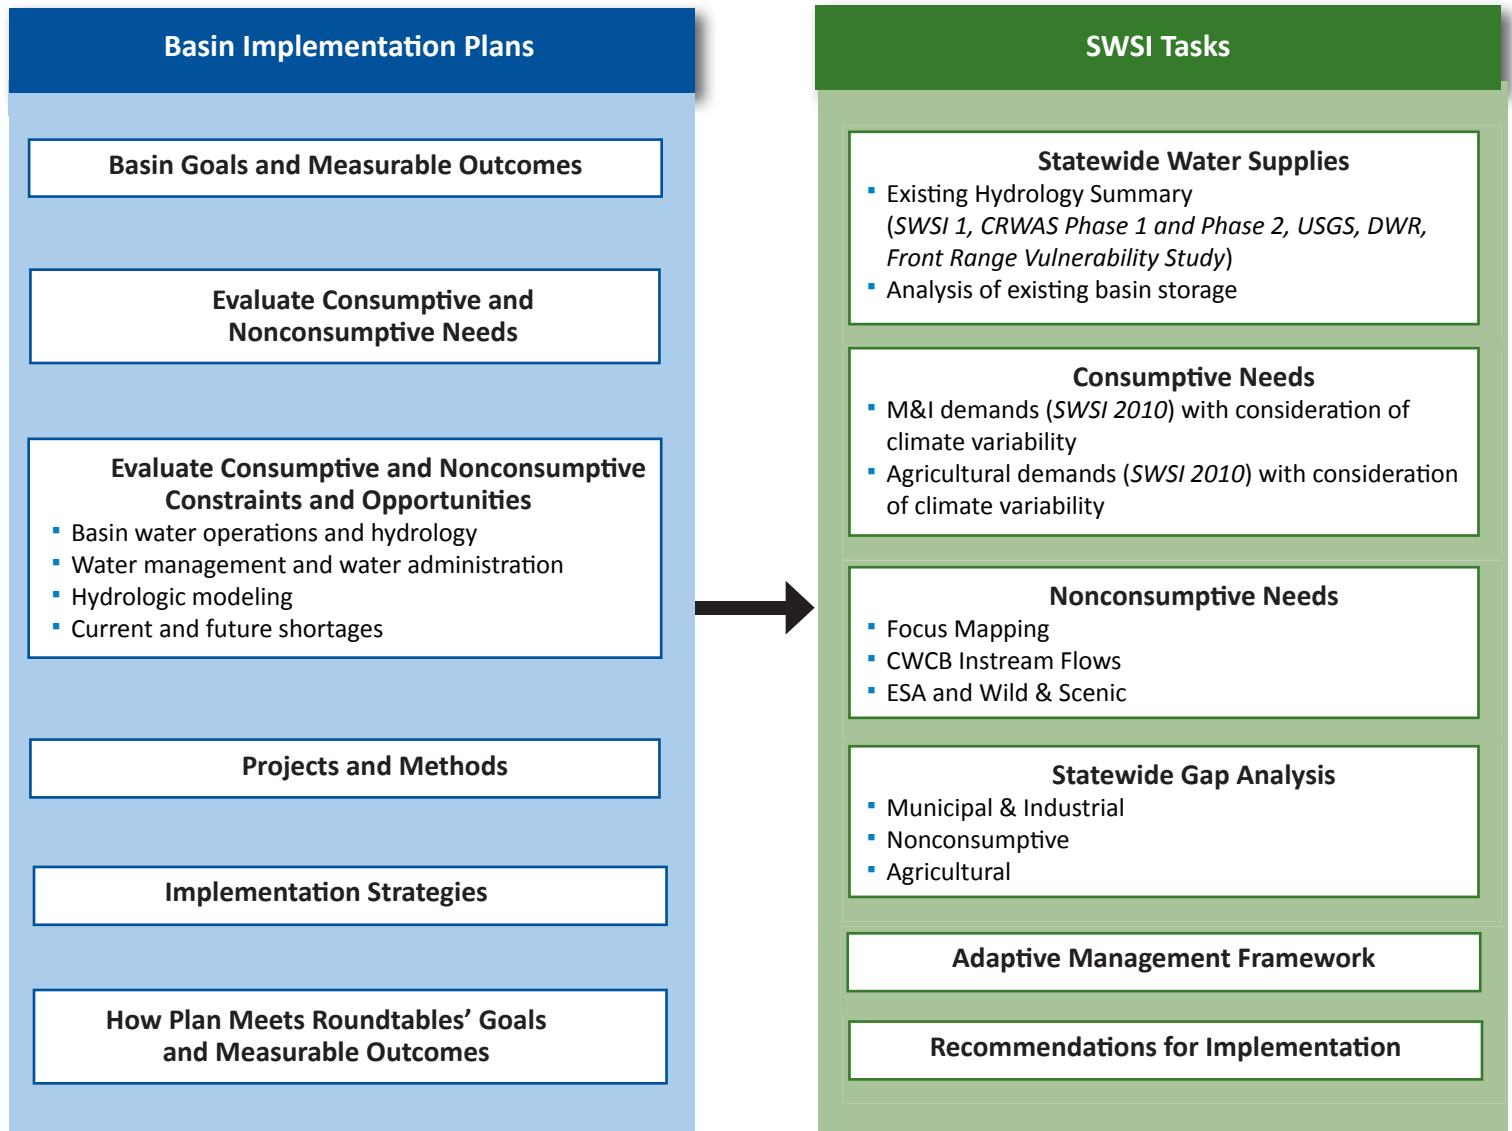 Basin Implementation Plans
Basin Goals and Measurable Outcomes
Evaluate Consumptive and
Nonconsumptive Needs
Evaluate Consumptive and Nonconsumptive
Constraints and Opportunities
▪ Basin water operations and hydrology
▪ Water management and water administration
▪ Hydrologic modeling
▪ Current and future shortages
Projects and Methods
Implementation Strategies
How Plan Meets Roundtables’ Goals
and Measurable Outcomes
SWSI Tasks
Statewide Water Supplies
▪ Existing Hydrology Summary
(SWSI 1, CRWAS Phase 1 and Phase 2, USGS, DWR,
Front Range Vulnerability Study)
▪ Analysis of existing basin storage
Consumptive Needs
▪ M&I demands (SWSI 2010) with consideration of
climate variability
▪ Agricultural demands (SWSI 2010) with consideration
of climate variability
Nonconsumptive Needs
▪ Focus Mapping
▪ CWCB Instream Flows
▪ ESA and Wild & Scenic
Statewide Gap Analysis
▪ Municipal & Industrial
▪ Nonconsumptive
▪ Agricultural
Adaptive Management Framework
Recommendations for Implementation